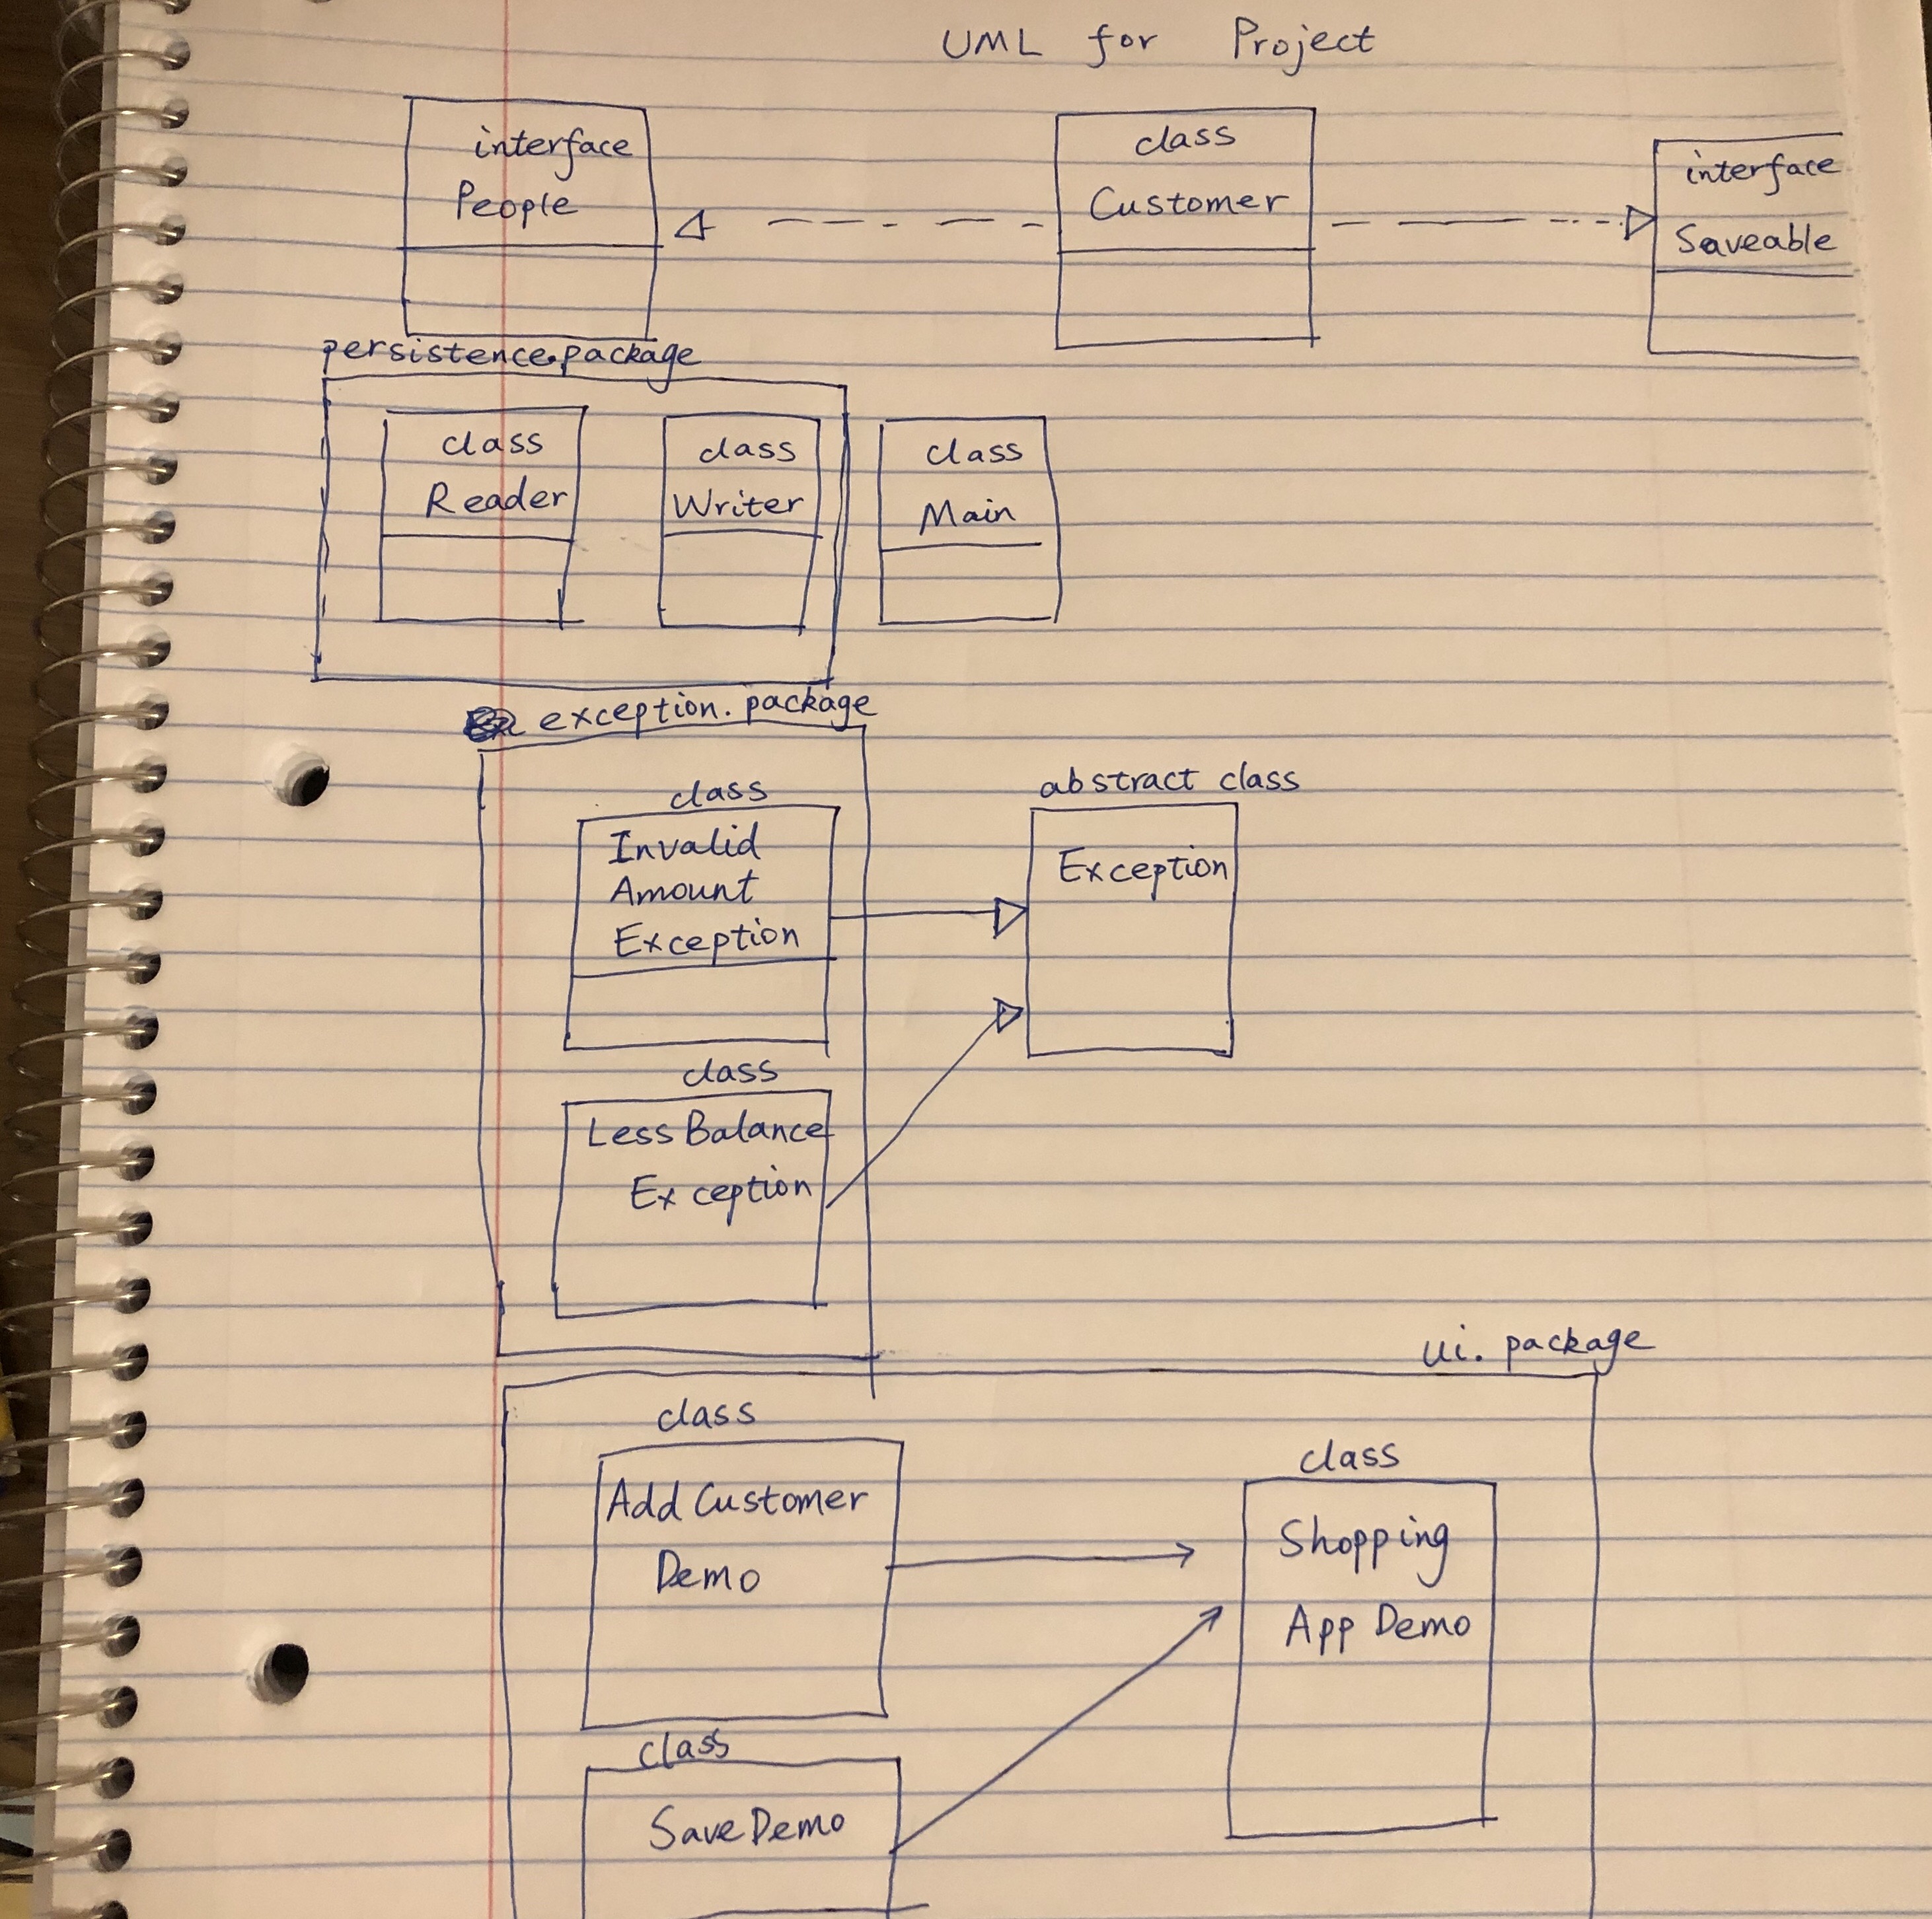 UML for Project
interface
People
class
Customer
interface
Saveable
persistence.package
class
Reader
class
Writer
class
Main
exception.package
class
Invalid
Amount
Exception
abstract class
Exception
class
Less Balance
Exception
ui.package
class
Add Customer
Demo
class
Shopping
App Demo
class
Save Demo